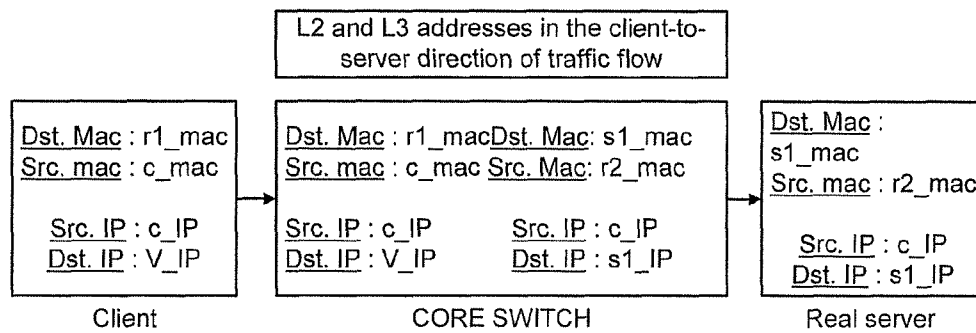 L2 and L3 addresses in the client-to-
server direction of traffic flow
Dst. Mac : r1_mac
Src. mac : c_mac
Src. IP : c_IP
Dst. IP : V_IP
Client
Dst. Mac : r1_mac Dst. Mac: s1_mac
Src. mac : c_mac Src. Mac: r2_mac
Src. IP : c_IP Src. IP : c_IP
Dst. IP : V_IP Dst. IP : s1_IP
CORE SWITCH
Dst. Mac :
s1_mac
Src. mac : r2_mac
Src. IP : c_IP
Dst. IP : s1_IP
Real server